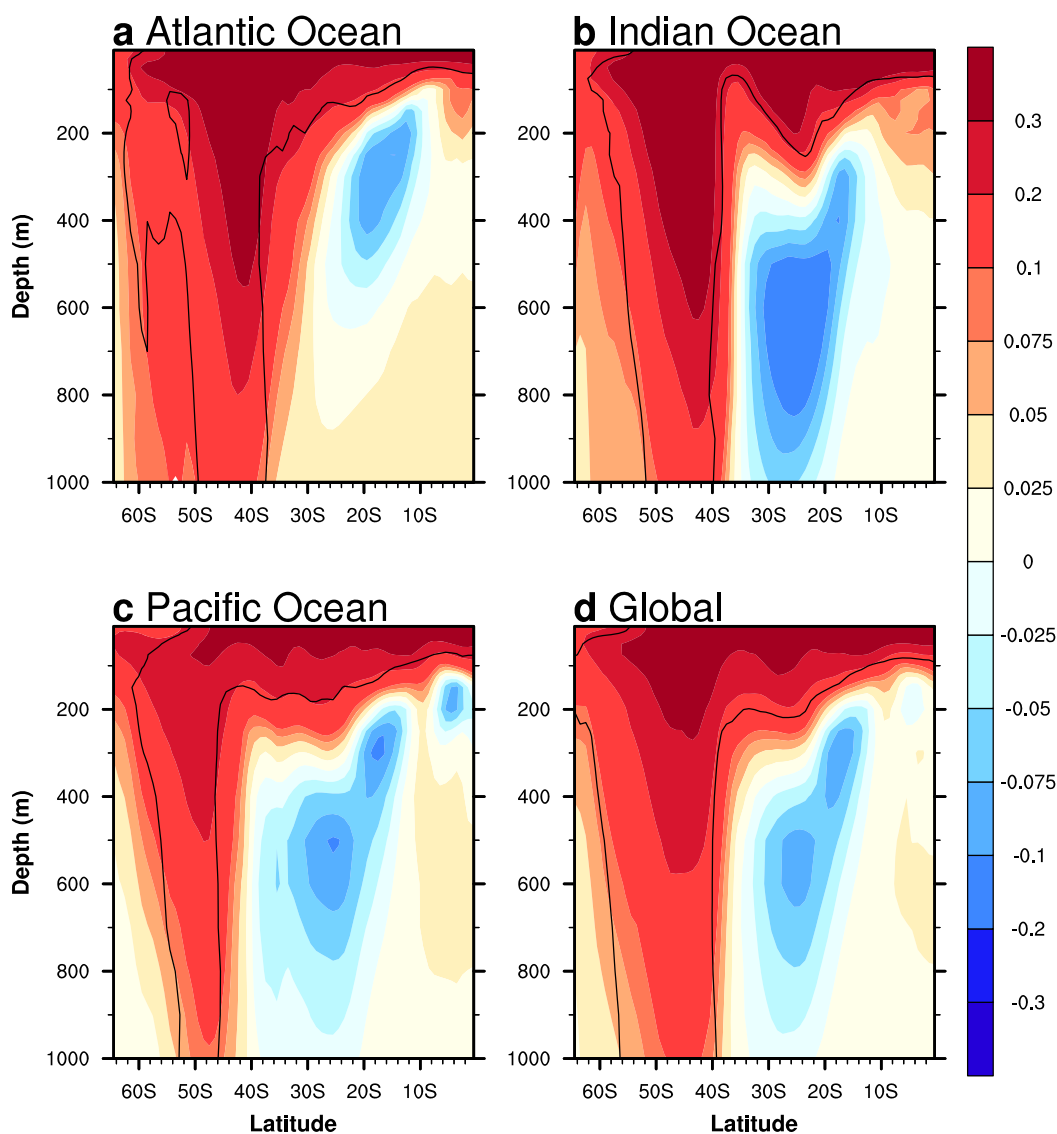 a Atlantic Ocean
b Indian Ocean
Depth (m)
200
400
600
800
1000
60S 50S 40S 30S 20S 10S
200
400
600
800
1000
60S 50S 40S 30S 20S 10S
c Pacific Ocean
d Global
Depth (m)
200
400
600
800
1000
60S 50S 40S 30S 20S 10S
Latitude
200
400
600
800
1000
60S 50S 40S 30S 20S 10S
Latitude
0.3
0.2
0.1
0.075
0.05
0.025
0
-0.025
-0.05
-0.075
-0.1
-0.2
-0.3